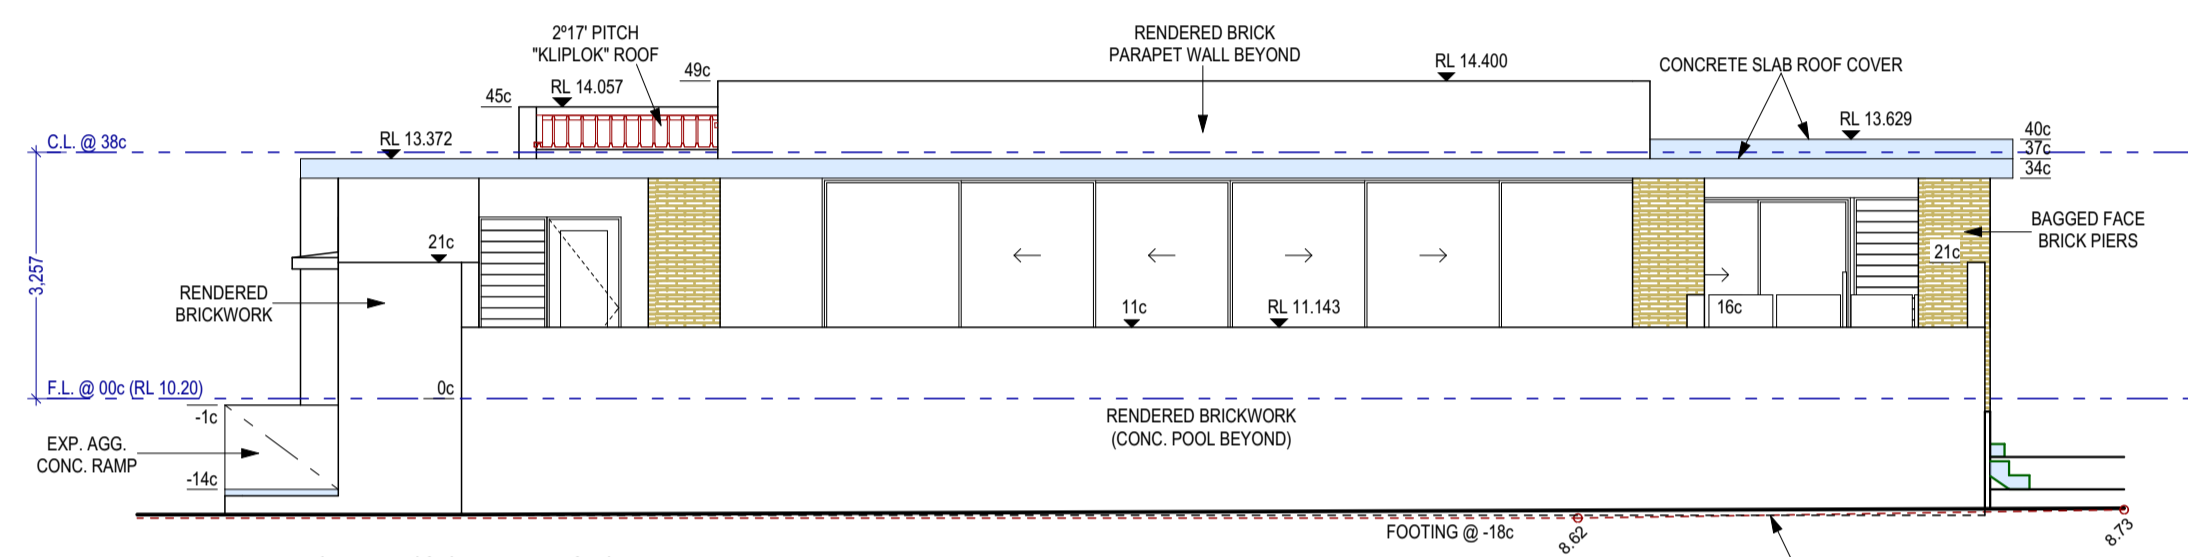 2º17' PITCH
"KLIPLOK" ROOF
RENDERED BRICK
PARAPET WALL BEYOND
49c
RL 14.400
CONCRETE SLAB ROOF COVER
45c
RL 14.057
C.L. @ 38c
RL 13.372
RL 13.629
40c
37c
34c
3,257
21c
RENDERED
BRICKWORK
11c
RL 11.143
16c
21c
BAGGED FACE
BRICK PIERS
F.L. @ 00c (RL 10.20)
0c
-1c
EXP. AGG.
CONC. RAMP
-14c
RENDERED BRICKWORK
(CONC. POOL BEYOND)
FOOTING @ -18c
8.62
8.73